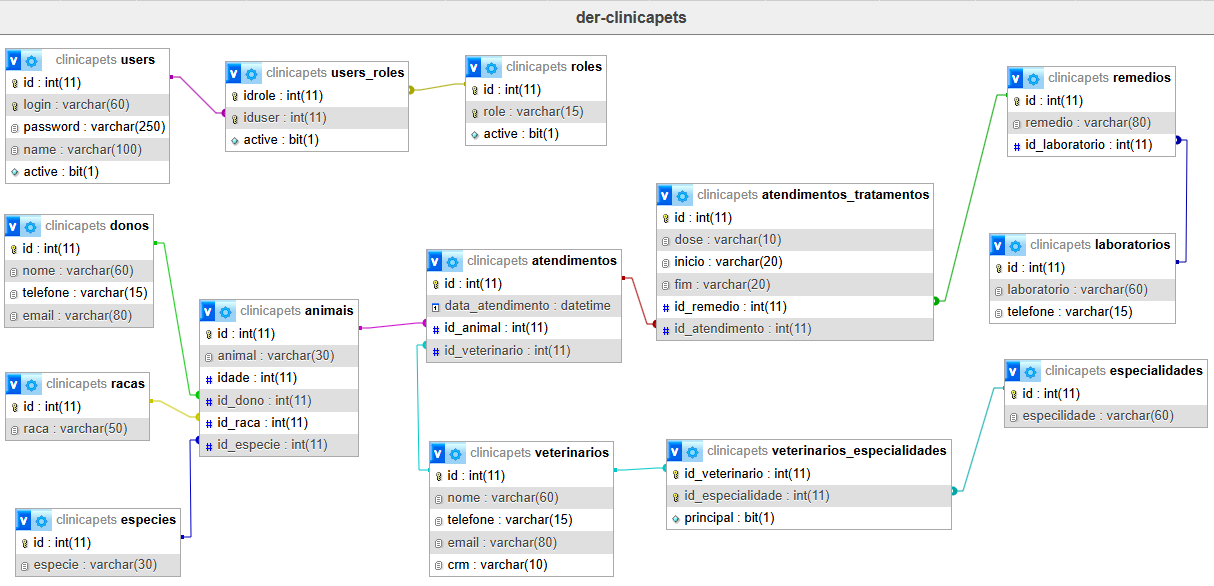 der-clinicapets
v clinicapets users
id : int(11)
login : varchar(60)
password : varchar(250)
name : varchar(100)
active : bit(1)
v clinicapets users_roles
idrole : int(11)
iduser : int(11)
active : bit(1)
v clinicapets roles
id : int(11)
role : varchar(15)
active : bit(1)
v clinicapets remedios
id : int(11)
remedio : varchar(80)
# id_laboratorio : int(11)
v clinicapets donos
id : int(11)
nome : varchar(60)
telefone : varchar(15)
email : varchar(80)
v clinicapets atendimentos_tratamentos
id : int(11)
dose : varchar(10)
inicio : varchar(20)
fim : varchar(20)
# id_remedio : int(11)
# id_atendimento : int(11)
v clinicapets laboratorios
id : int(11)
laboratorio : varchar(60)
telefone : varchar(15)
v clinicapets atendimentos
id : int(11)
data_atendimento : datetime
# id_animal : int(11)
# id_veterinario : int(11)
v clinicapets animais
id : int(11)
animal : varchar(30)
# idade : int(11)
# id_dono : int(11)
# id_raca : int(11)
# id_especie : int(11)
v clinicapets racas
id : int(11)
raca : varchar(50)
v clinicapets especialidades
id : int(11)
especilidade : varchar(60)
v clinicapets veterinarios
id : int(11)
nome : varchar(60)
telefone : varchar(15)
email : varchar(80)
crm : varchar(10)
v clinicapets veterinarios_especialidades
id_veterinario : int(11)
id_especialidade : int(11)
principal : bit(1)
v clinicapets especies
id : int(11)
especie : varchar(30)